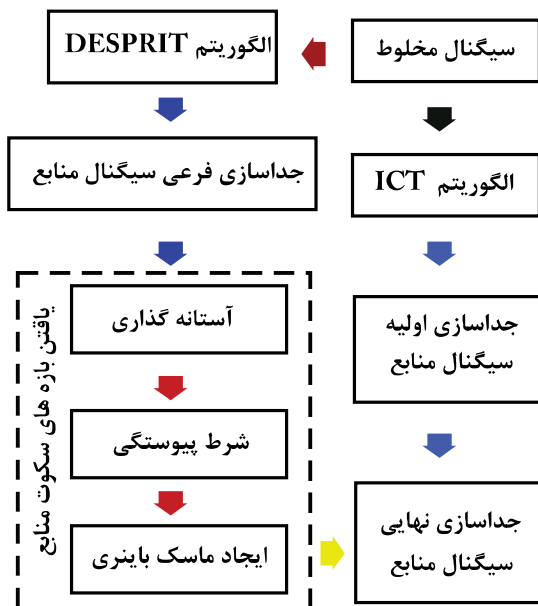 سیگنال مخلوط
الگوریتم DESPRIT
الگوریتم ICT
جداسازی فرعی سیگنال منابع
یافتن بازه های سکوت منابع
آستانه گذاری
شرط پیوستگی
ایجاد ماسک باینری
جداسازی اولیه
سیگنال منابع
جداسازی نهایی
سیگنال منابع